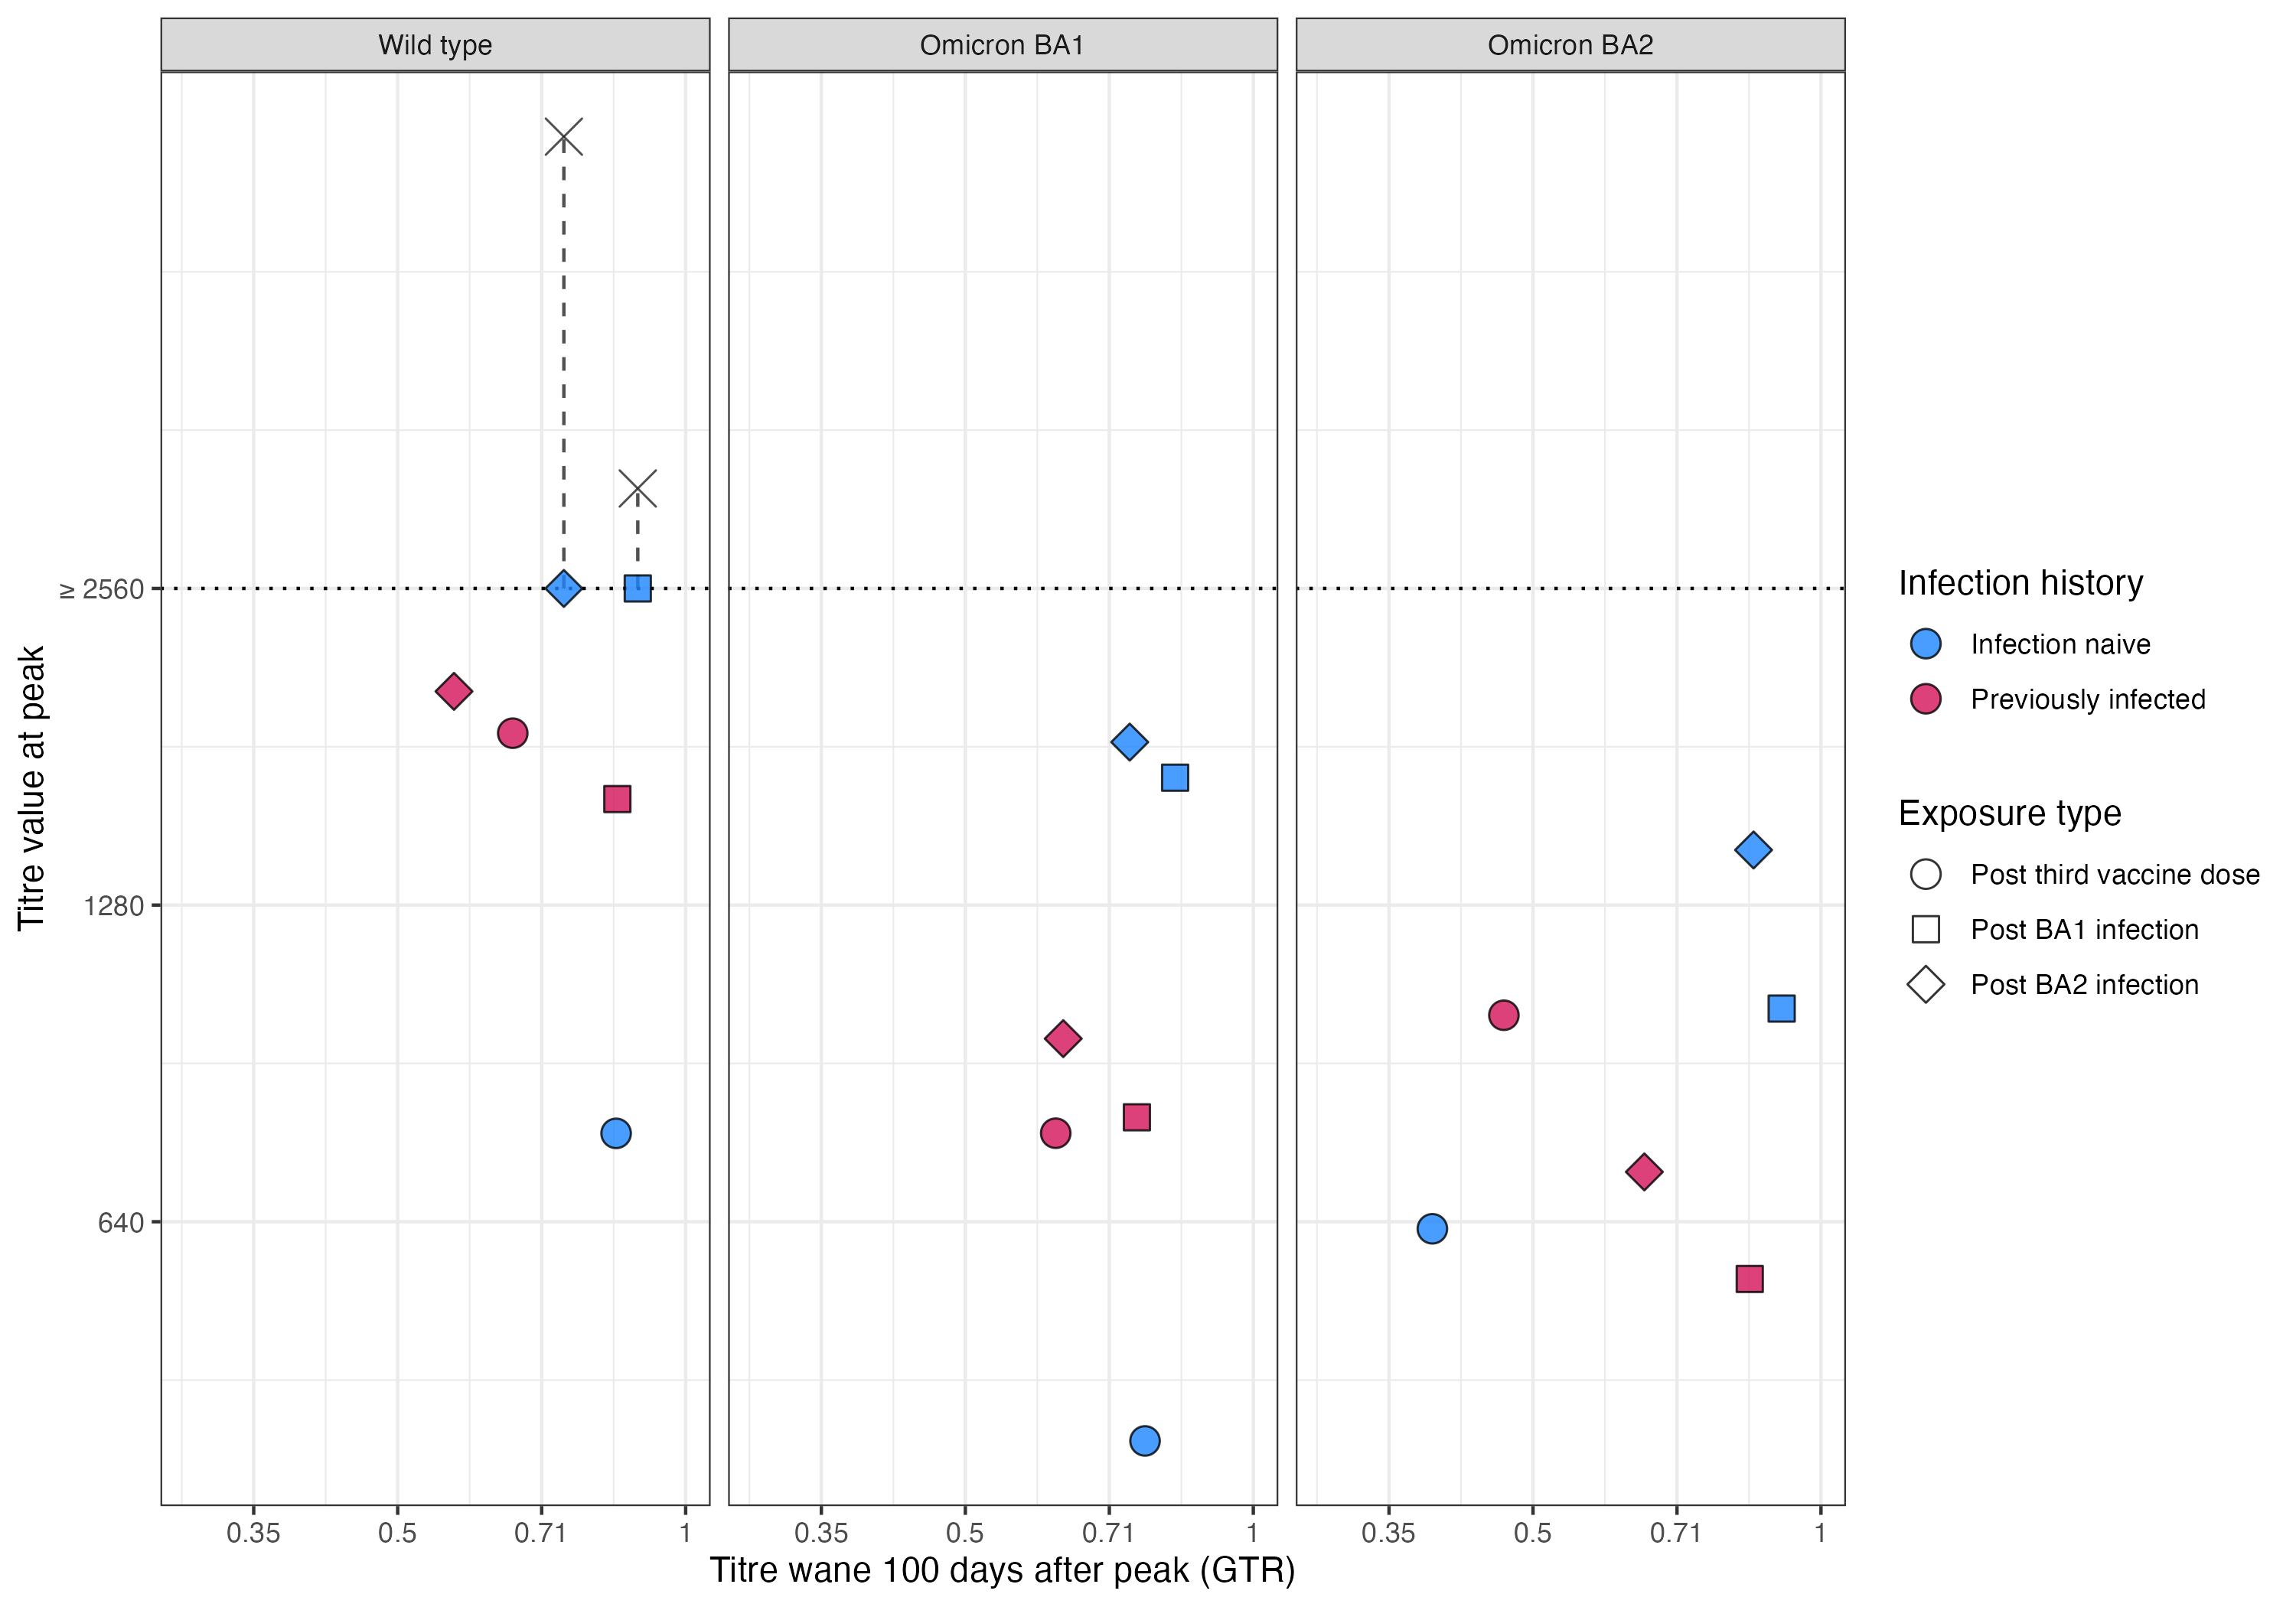 Wild type
Omicron BA1
Omicron BA2
Titre value at peak
≥ 2560
1280
640
0.35 0.5 0.71 1
0.35 0.5 0.71 1
0.35 0.5 0.71 1
Titre wane 100 days after peak (GTR)
Infection history
Infection naive
Previously infected
Exposure type
Post third vaccine dose
Post BA1 infection
Post BA2 infection